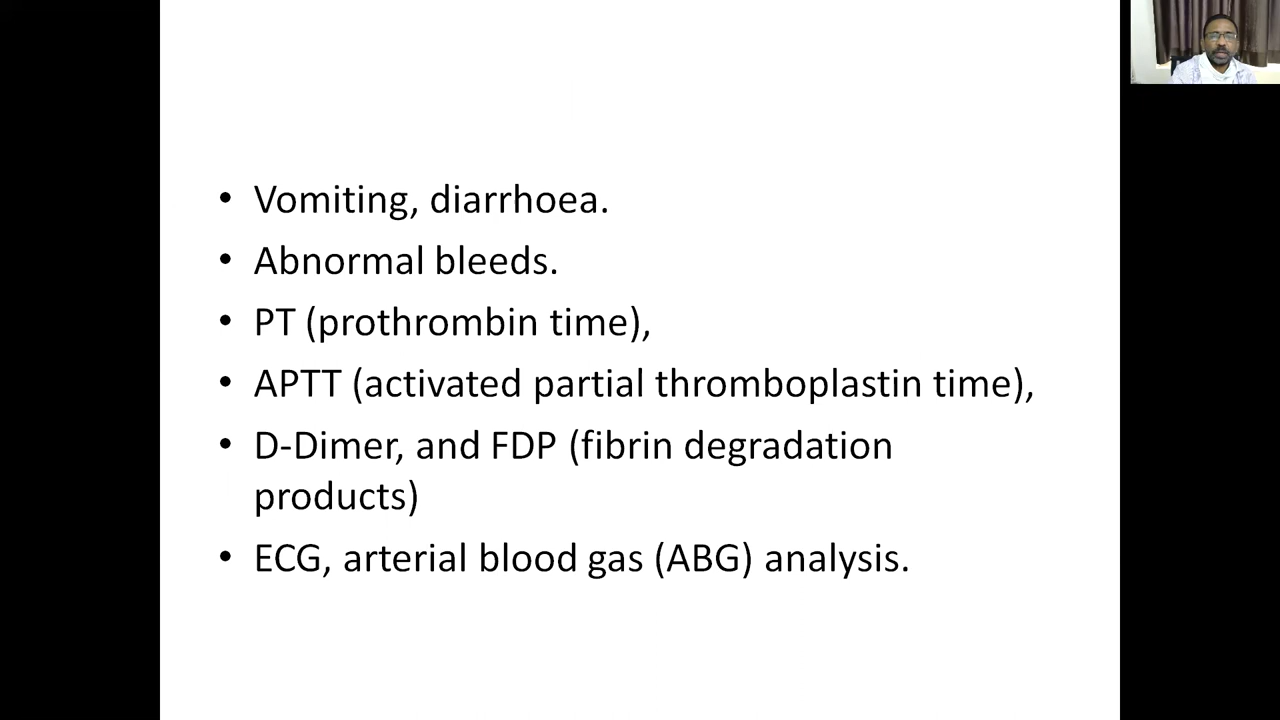 • Vomiting, diarrhoea.
• Abnormal bleeds.
• PT (prothrombin time),
• APTT (activated partial thromboplastin time),
• D-Dimer, and FDP (fibrin degradation
products)
• ECG, arterial blood gas (ABG) analysis.